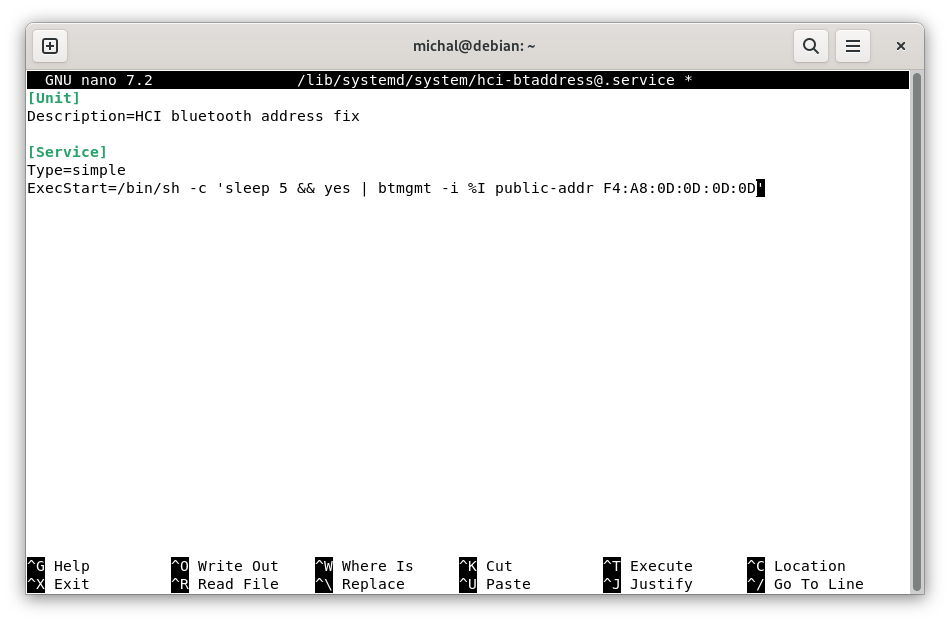 michal@debian: ~
GNU nano 7.2 /lib/systemd/system/hci-btaddress@.service *
[Unit]
Description=HCI bluetooth address fix
[Service]
Type=simple
ExecStart=/bin/sh -c 'sleep 5 && yes | btmgmt -i %I public-addr F4:A8:0D:0D:0D:0D'
^G Help ^O Write Out ^W Where Is ^K Cut ^T Execute ^C Location
^X Exit ^R Read File ^\ Replace ^U Paste ^J Justify ^/ Go To Line